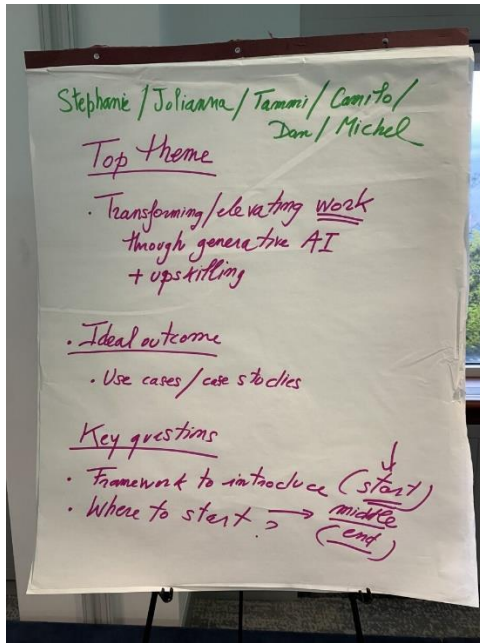 Stephanie / Julianna / Tammi / Camilo /
Dan / Michel
Top theme
· Transforming/elevating work
through generative AI
+ upskilling
· Ideal outcome
· Use cases / case studies
Key questions
· Framework to introduce (start)
· Where to start ? → middle
(end)